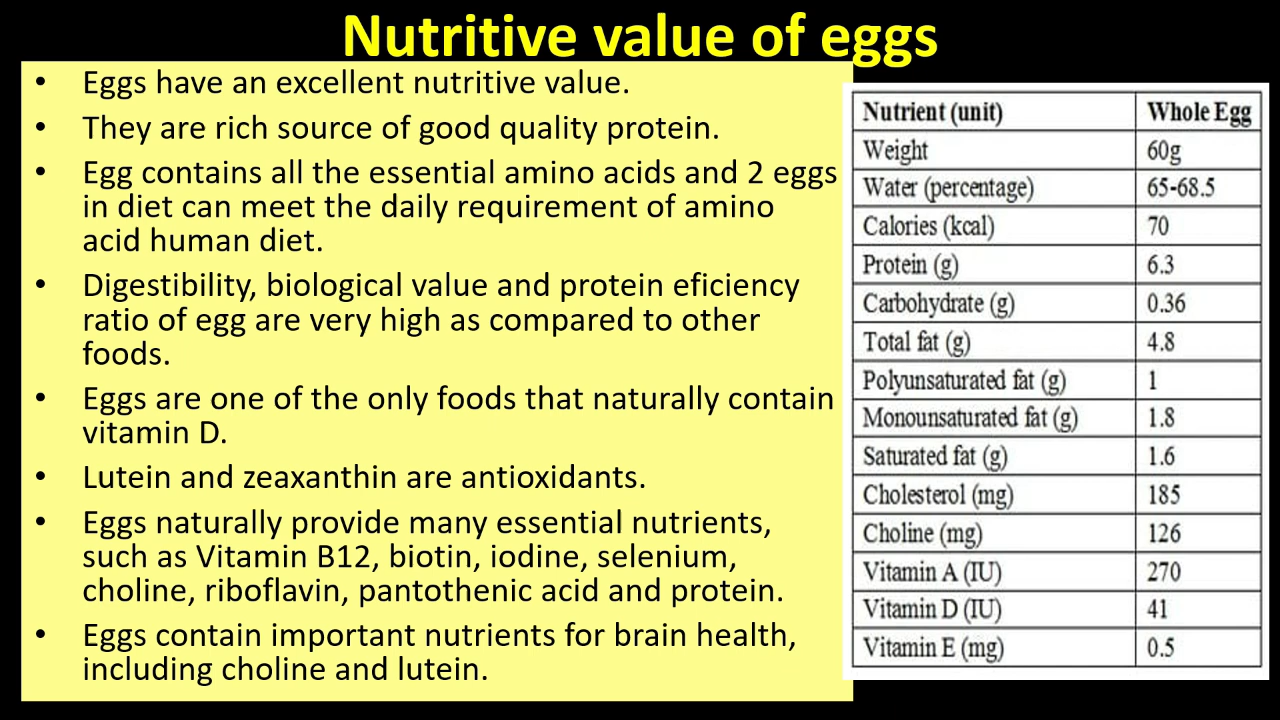 Nutritive value of eggs
• Eggs have an excellent nutritive value.
• They are rich source of good quality protein.
• Egg contains all the essential amino acids and 2 eggs
in diet can meet the daily requirement of amino
acid human diet.
• Digestibility, biological value and protein eficiency
ratio of egg are very high as compared to other
foods.
• Eggs are one of the only foods that naturally contain
vitamin D.
• Lutein and zeaxanthin are antioxidants.
• Eggs naturally provide many essential nutrients,
such as Vitamin B12, biotin, iodine, selenium,
choline, riboflavin, pantothenic acid and protein.
• Eggs contain important nutrients for brain health,
including choline and lutein.
Nutrient (unit) Whole Egg
Weight 60g
Water (percentage) 65-68.5
Calories (kcal) 70
Protein (g) 6.3
Carbohydrate (g) 0.36
Total fat (g) 4.8
Polyunsaturated fat (g) 1
Monounsaturated fat (g) 1.8
Saturated fat (g) 1.6
Cholesterol (mg) 185
Choline (mg) 126
Vitamin A (IU) 270
Vitamin D (IU) 41
Vitamin E (mg) 0.5